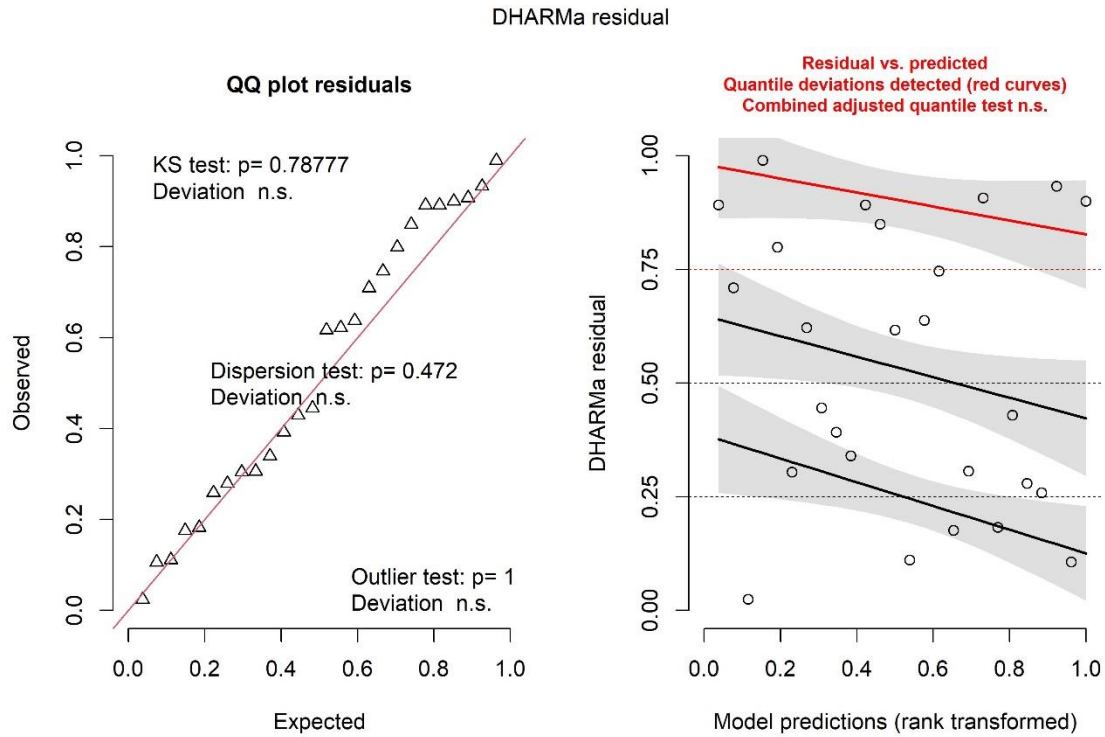 DHARMa residual
QQ plot residuals
KS test: p= 0.78777
Deviation n.s.
Dispersion test: p= 0.472
Deviation n.s.
Outlier test: p= 1
Deviation n.s.
Observed
0.0
0.2
0.4
0.6
0.8
1.0
0.0 0.2 0.4 0.6 0.8 1.0
Expected
Residual vs. predicted
Quantile deviations detected (red curves)
Combined adjusted quantile test n.s.
DHARMa residual
0.00
0.25
0.50
0.75
1.00
0.0 0.2 0.4 0.6 0.8 1.0
Model predictions (rank transformed)